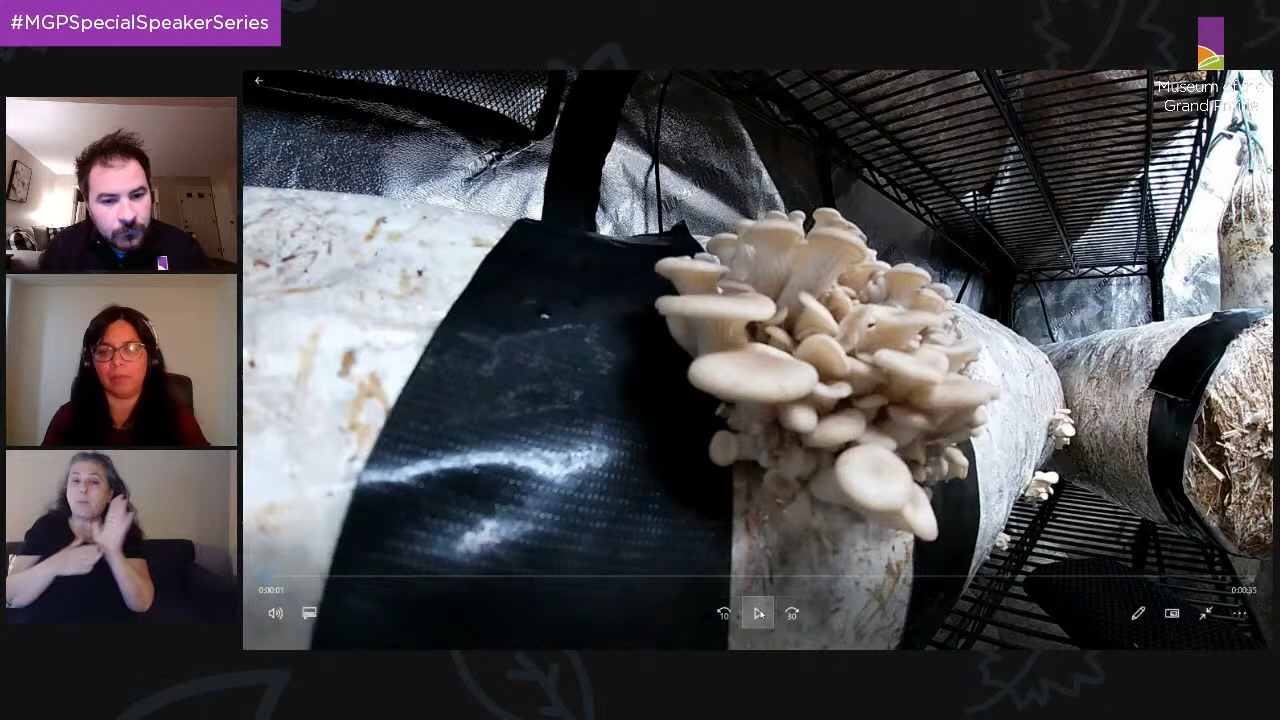 #MGPSpecialSpeakerSeries
Museum of the
Grand Prairie
0:00:01
0:00:35
10
30